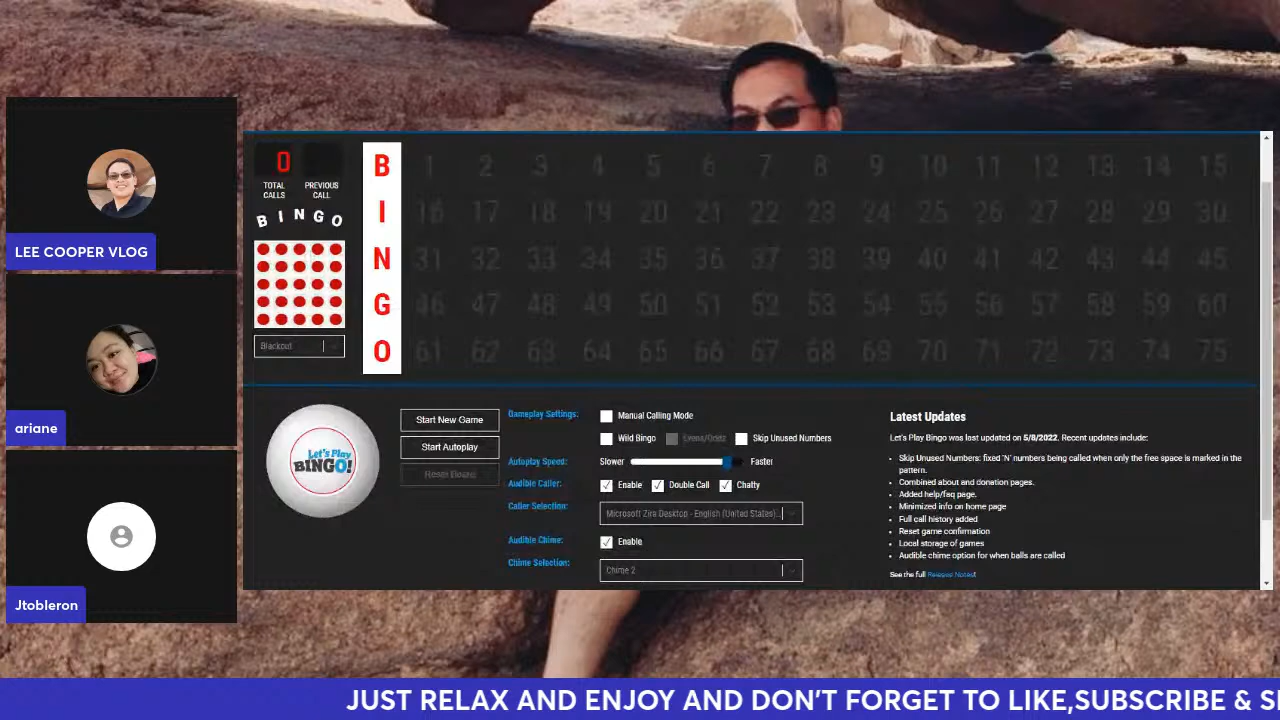 LEE COOPER VLOG
ariane
Jtobleron
0
TOTAL CALLS
PREVIOUS CALL
B I N G O
Blackout
B 1 2 3 4 5 6 7 8 9 10 11 12 13 14 15
I 16 17 18 19 20 21 22 23 24 25 26 27 28 29 30
N 31 32 33 34 35 36 37 38 39 40 41 42 43 44 45
G 46 47 48 49 50 51 52 53 54 55 56 57 58 59 60
O 61 62 63 64 65 66 67 68 69 70 71 72 73 74 75
Let's Play
BINGO!
Start New Game
Start Autoplay
Reset Board
Gameplay Settings:
Manual Calling Mode
Wild Bingo Evens/Odds Skip Unused Numbers
Autoplay Speed: Slower Faster
Audible Caller: Enable Double Call Chatty
Caller Selection: Microsoft Zira Desktop - English (United States)...
Audible Chime: Enable
Chime Selection: Chime 2
Latest Updates
Let's Play Bingo was last updated on 5/8/2022. Recent updates include:
Skip Unused Numbers: fixed 'N' numbers being called when only the free space is marked in the
pattern.
Combined about and donation pages.
Added help/faq page.
Minimized info on home page
Full call history added
Reset game confirmation
Local storage of games
Audible chime option for when balls are called
See the full Release Notes!
JUST RELAX AND ENJOY AND DON'T FORGET TO LIKE,SUBSCRIBE &